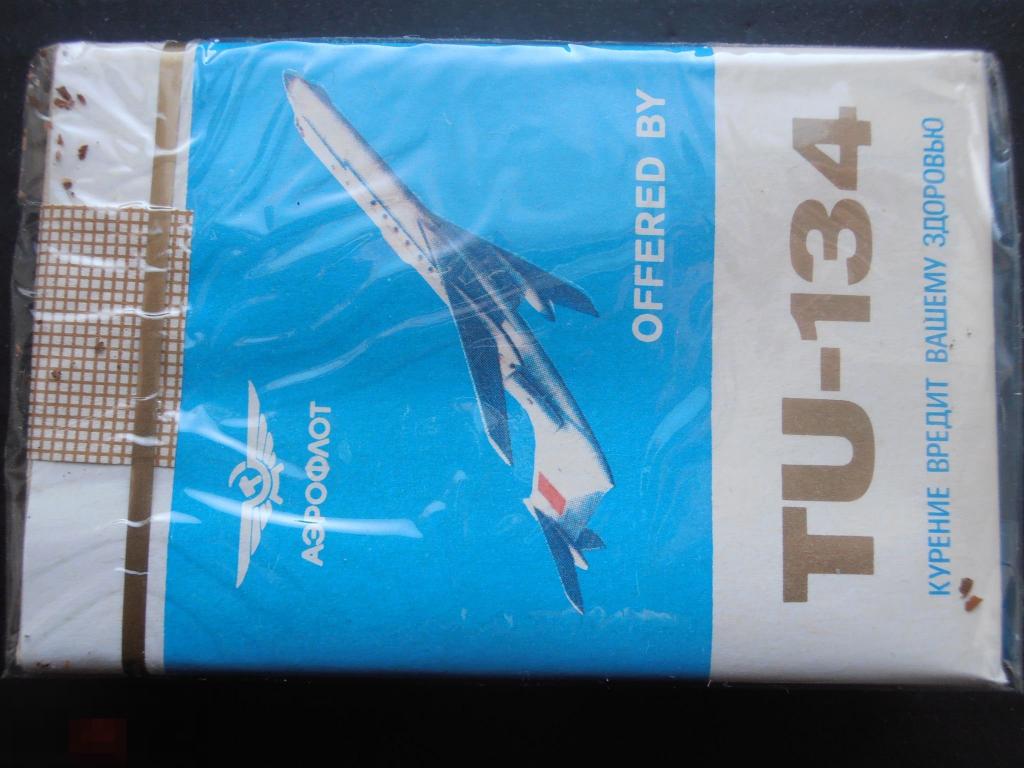 АЭРОФЛОТ
OFFERED BY
TU-134
КУРЕНИЕ ВРЕДИТ ВАШЕМУ ЗДОРОВЬЮ